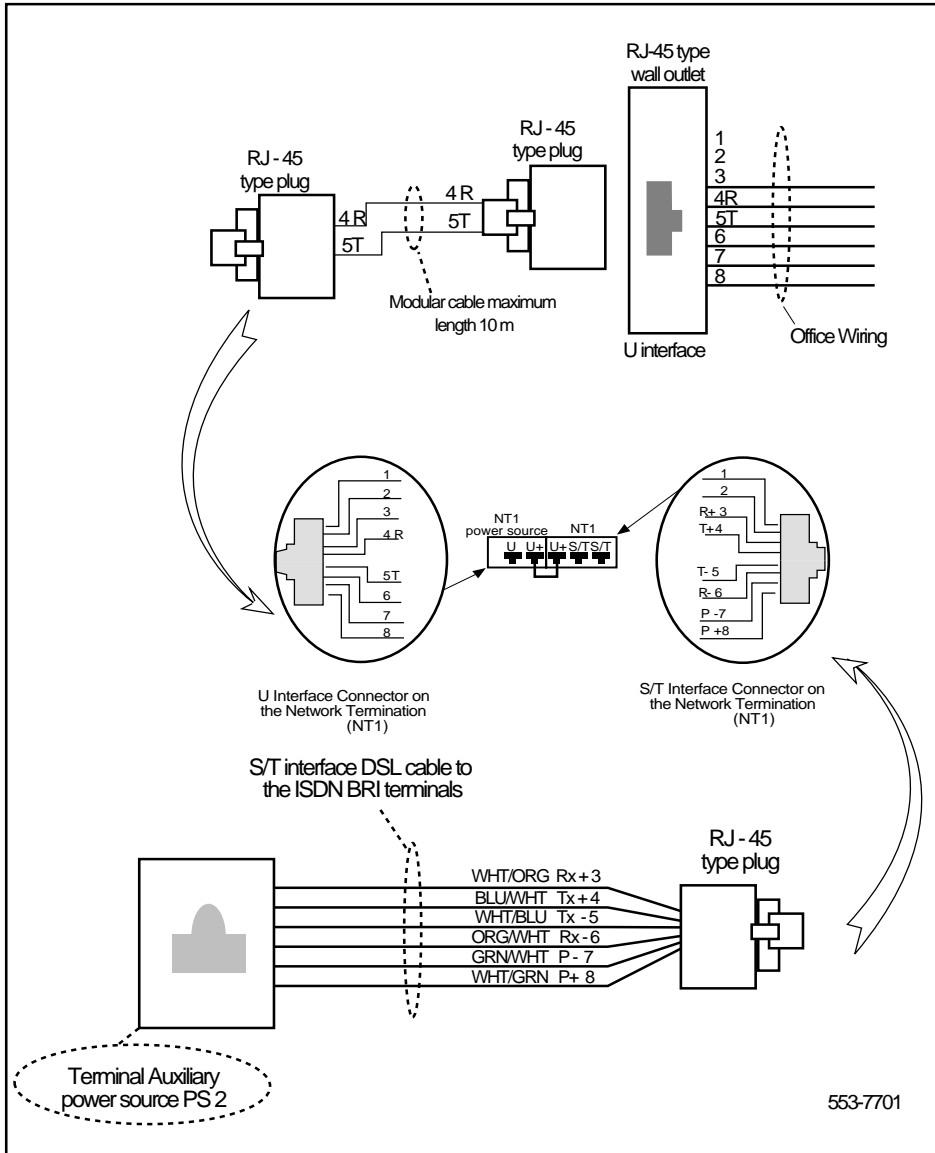 RJ-45 type
wall outlet
RJ - 45
type plug
RJ - 45
type plug
1
2
3
4R
5T
6
7
8
4 R
5T
4 R
5T
Modular cable maximum
length 10 m
U interface
Office Wiring
1
2
3
4 R
5T
6
7
8
NT1
power source
NT1
U U+ U+ S/T S/T
1
2
R+ 3
T+4
T- 5
R- 6
P -7
P +8
U Interface Connector on
the Network Termination
(NT1)
S/T Interface Connector on
the Network Termination
(NT1)
S/T interface DSL cable to
the ISDN BRI terminals
RJ - 45
type plug
WHT/ORG Rx+3
BLU/WHT Tx+4
WHT/BLU Tx -5
ORG/WHT Rx-6
GRN/WHT P - 7
WHT/GRN P+ 8
Terminal Auxiliary
power source PS 2
553-7701